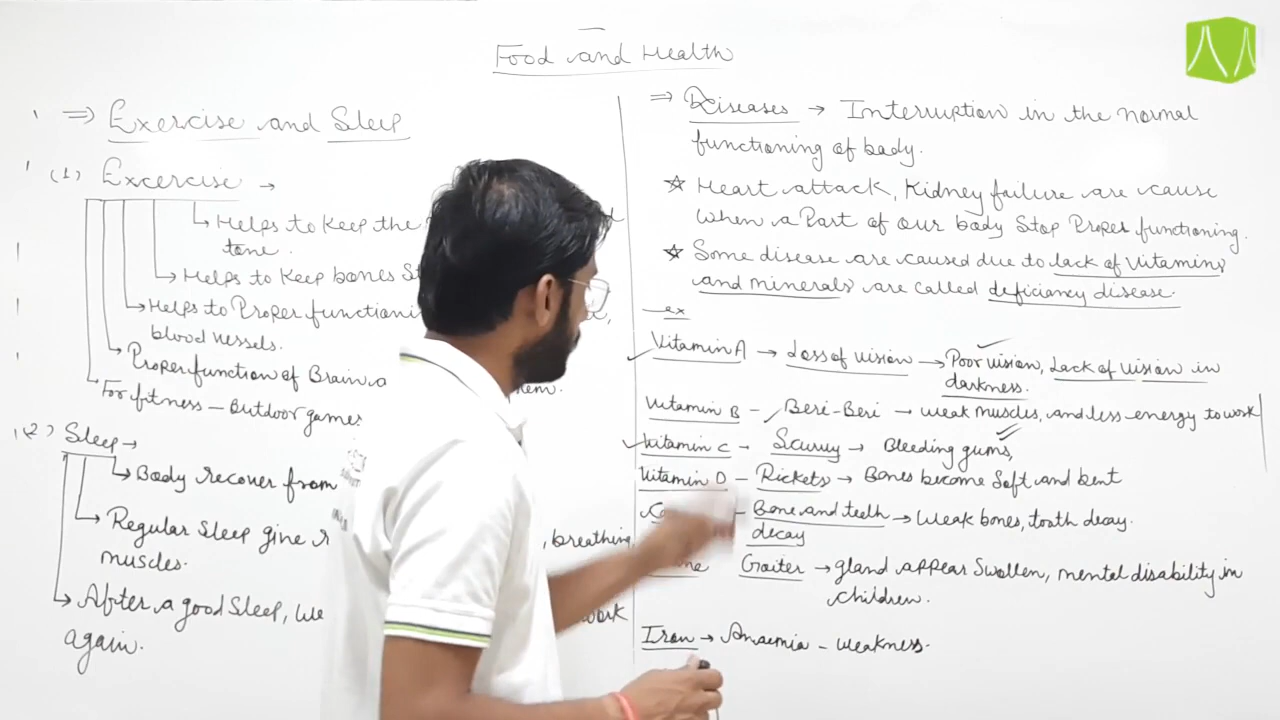 Food and Health
⇒ Exercise and Sleep
(1) Excercise →
Helps to Keep the
tone.
Helps to Keep bones
Helps to Proper
blood vessels.
Proper function of Brain
For fitness - Outdoor games
(2) Sleep →
Body recover from
Regular Sleep give
muscles.
, breathing,
After a good Sleep, we
work
again.
⇒ Diseases → Interruption in the normal
functioning of body.
☆ Heart attack, Kidney failure are cause
when a Part of our body Stop Proper functioning.
☆ Some disease are caused due to lack of Vitamins
and minerals are called deficiancy disease.
ex
Vitamin A → Loss of vision → Poor vision, Lack of vision in
darkness.
Vitamin B - Beri-Beri → weak muscles, and less energy to work
Vitamin C - Scurvy → Bleeding gums,
Vitamin D - Rickets → Bones become Soft and bent
- Bone and teeth → Weak bones, tooth decay.
decay
Goiter → gland appear Swollen, mental disability in
children.
Iron → Anaemia - weakness.